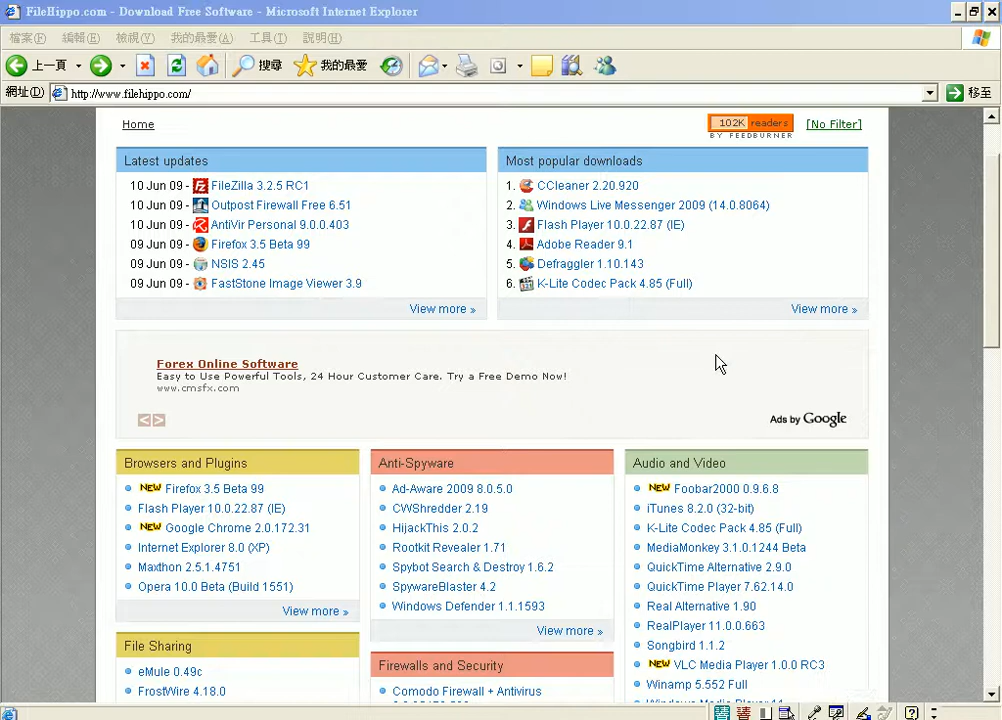 FileHippo.com - Download Free Software - Microsoft Internet Explorer
檔案(F) 編輯(E) 檢視(V) 我的最愛(A) 工具(T) 說明(H)
上一頁 搜尋 我的最愛
網址(D) http://www.filehippo.com/ 移至
Home 102K readers [No Filter]
BY FEEDBURNER
Latest updates
10 Jun 09 - FileZilla 3.2.5 RC1
10 Jun 09 - Outpost Firewall Free 6.51
10 Jun 09 - AntiVir Personal 9.0.0.403
09 Jun 09 - Firefox 3.5 Beta 99
09 Jun 09 - NSIS 2.45
09 Jun 09 - FastStone Image Viewer 3.9
View more »
Most popular downloads
1. CCleaner 2.20.920
2. Windows Live Messenger 2009 (14.0.8064)
3. Flash Player 10.0.22.87 (IE)
4. Adobe Reader 9.1
5. Defraggler 1.10.143
6. K-Lite Codec Pack 4.85 (Full)
View more »
Forex Online Software
Easy to Use Powerful Tools, 24 Hour Customer Care. Try a Free Demo Now!
www.cmsfx.com
Ads by Google
Browsers and Plugins
NEW Firefox 3.5 Beta 99
Flash Player 10.0.22.87 (IE)
NEW Google Chrome 2.0.172.31
Internet Explorer 8.0 (XP)
Maxthon 2.5.1.4751
Opera 10.0 Beta (Build 1551)
View more »
File Sharing
eMule 0.49c
FrostWire 4.18.0
Anti-Spyware
Ad-Aware 2009 8.0.5.0
CWShredder 2.19
HijackThis 2.0.2
Rootkit Revealer 1.71
Spybot Search & Destroy 1.6.2
SpywareBlaster 4.2
Windows Defender 1.1.1593
View more »
Firewalls and Security
Comodo Firewall + Antivirus
Audio and Video
NEW Foobar2000 0.9.6.8
iTunes 8.2.0 (32-bit)
K-Lite Codec Pack 4.85 (Full)
MediaMonkey 3.1.0.1244 Beta
QuickTime Alternative 2.9.0
QuickTime Player 7.62.14.0
Real Alternative 1.90
RealPlayer 11.0.0.663
Songbird 1.1.2
NEW VLC Media Player 1.0.0 RC3
Winamp 5.552 Full